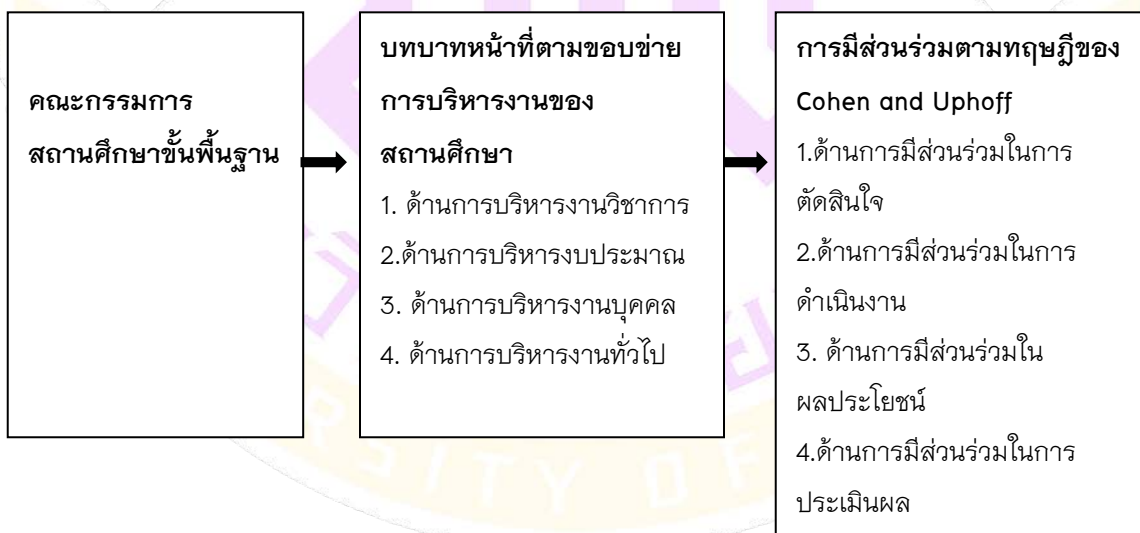 คณะกรรมการ
สถานศึกษาขั้นพื้นฐาน
บทบาทหน้าที่ตามขอบข่าย
การบริหารงานของ
สถานศึกษา
1. ด้านการบริหารงานวิชาการ
2.ด้านการบริหารงบประมาณ
3. ด้านการบริหารงานบุคคล
4. ด้านการบริหารงานทั่วไป
การมีส่วนร่วมตามทฤษฎีของ
Cohen and Uphoff
1.ด้านการมีส่วนร่วมในการ
ตัดสินใจ
2.ด้านการมีส่วนร่วมในการ
ดำเนินงาน
3. ด้านการมีส่วนร่วมใน
ผลประโยชน์
4.ด้านการมีส่วนร่วมในการ
ประเมินผล
RSITY OF